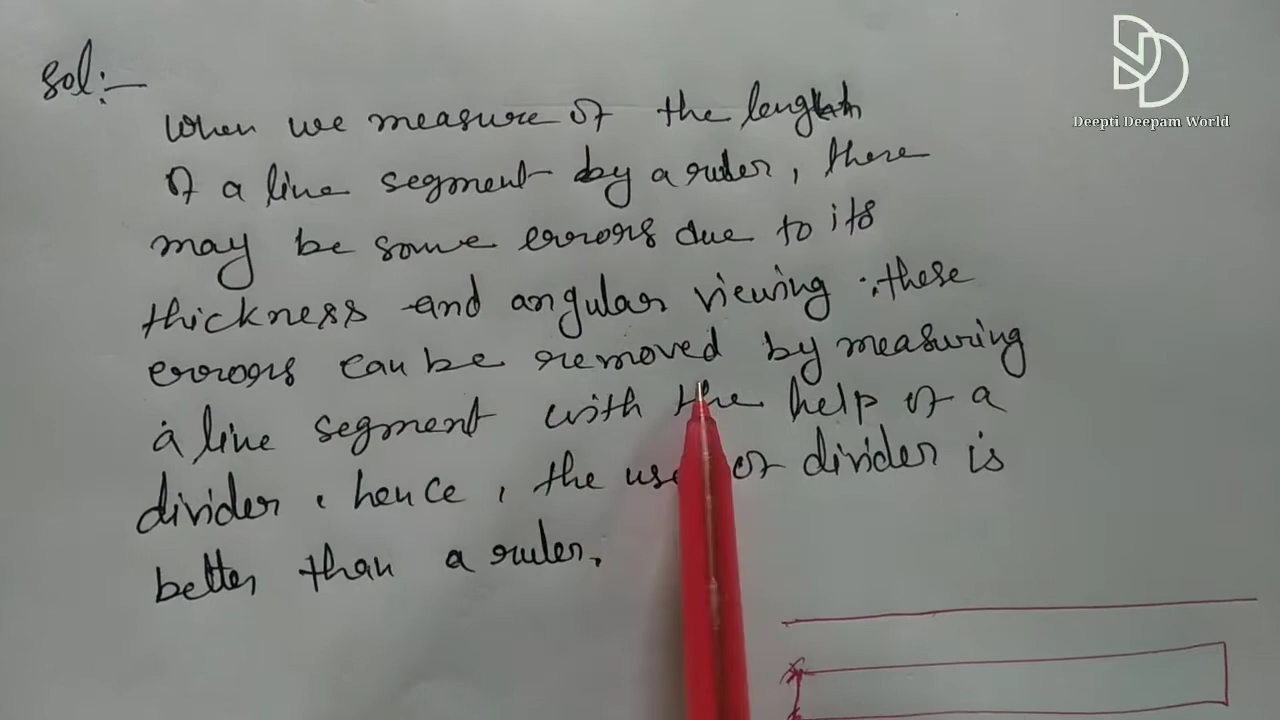 Sol:-
when we measure of the length
of a line segment by a ruler, there
may be some errors due to its
thickness and angular viewing. these
errors can be removed by measuring
a line segment with the help of a
divider. hence, the use of divider is
better than a ruler.
Deepti Deepam World